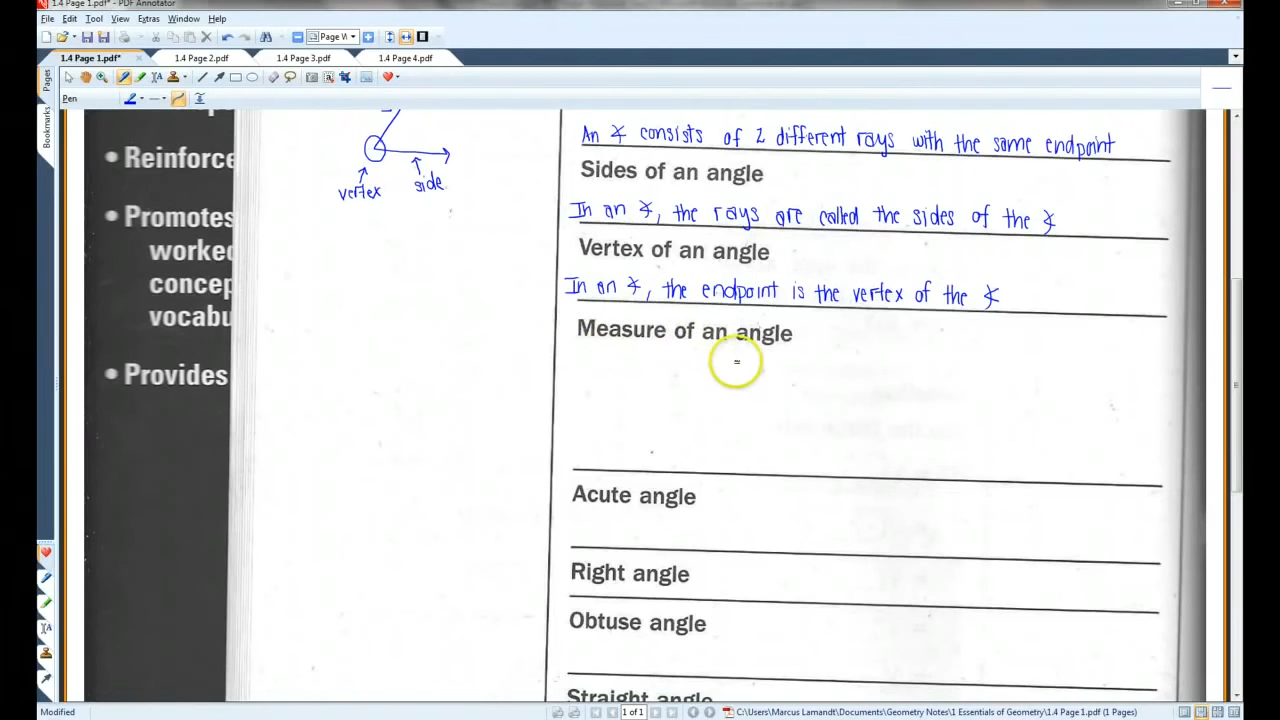 1.4 Page 1.pdf* - PDF Annotator
File Edit Tool View Extras Window Help
Page W
1.4 Page 1.pdf* 1.4 Page 2.pdf 1.4 Page 3.pdf 1.4 Page 4.pdf
Pen
Pages
Bookmarks
• Reinforce
• Promotes
worked
concep
vocabu
• Provides
vertex
side
An ∠ consists of 2 different rays with the same endpoint
Sides of an angle
In an ∠, the rays are called the sides of the ∠
Vertex of an angle
In an ∠, the endpoint is the vertex of the ∠
Measure of an angle
Acute angle
Right angle
Obtuse angle
Straight angle
Modified
1 of 1
C:\Users\Marcus Lamandt\Documents\Geometry Notes\1 Essentials of Geometry\1.4 Page 1.pdf (1 Pages)